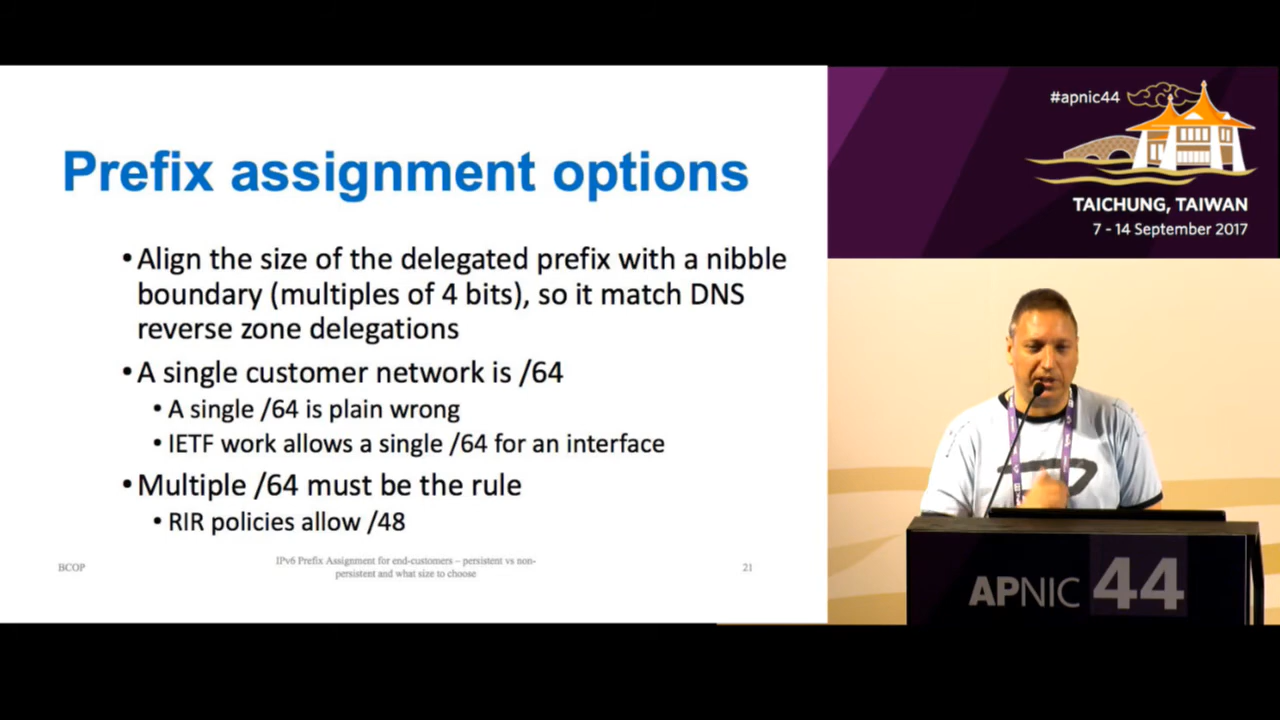 Prefix assignment options
• Align the size of the delegated prefix with a nibble
boundary (multiples of 4 bits), so it match DNS
reverse zone delegations
• A single customer network is /64
• A single /64 is plain wrong
• IETF work allows a single /64 for an interface
• Multiple /64 must be the rule
• RIR policies allow /48
BCOP
IPv6 Prefix Assignment for end-customers – persistent vs non-
persistent and what size to choose
21
#apnic44
TAICHUNG, TAIWAN
7 - 14 September 2017
APNIC 44